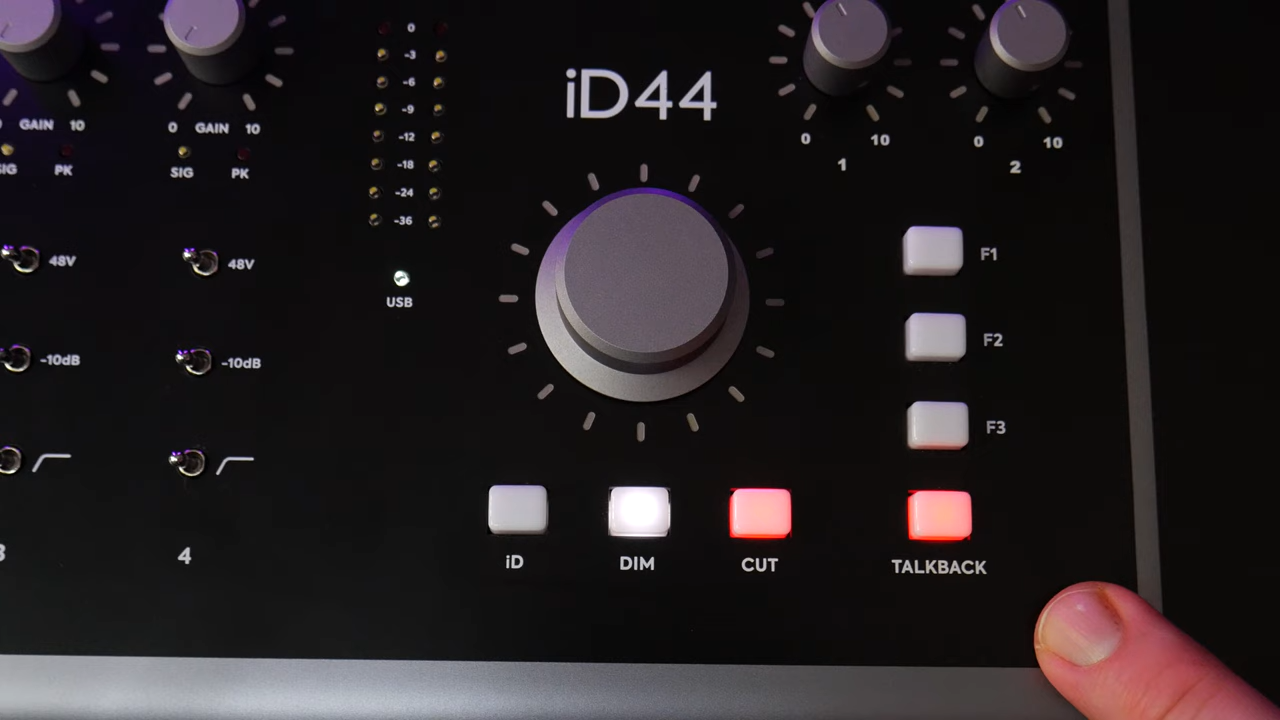 0
-3
-6
-9
-12
-18
-24
-36
USB
iD44
GAIN 10
0 GAIN 10
PK
SIG PK
48V
48V
-10dB
-10dB
3
4
0 10
1
0 10
2
F1
F2
F3
iD
DIM
CUT
TALKBACK